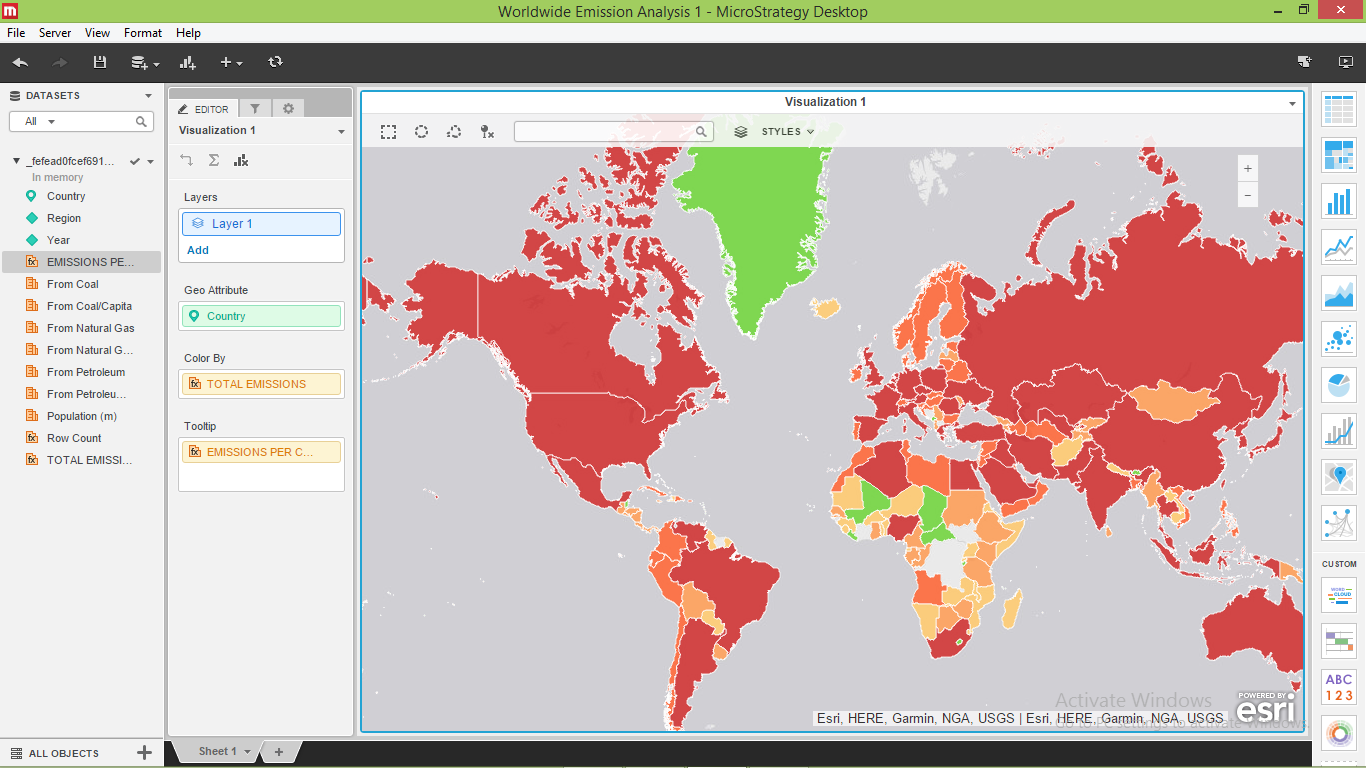 Worldwide Emission Analysis 1 - MicroStrategy Desktop
File Server View Format Help
DATASETS
All
_fefead0fcef691...
In memory
Country
Region
Year
EMISSIONS PE...
From Coal
From Coal/Capita
From Natural Gas
From Natural G...
From Petroleum
From Petroleu...
Population (m)
Row Count
TOTAL EMISSI...
ALL OBJECTS
EDITOR
Visualization 1
Layers
Layer 1
Add
Geo Attribute
Country
Color By
TOTAL EMISSIONS
Tooltip
EMISSIONS PER C...
Visualization 1
STYLES
+
−
Activate Windows
POWERED BY
esri
Esri, HERE, Garmin, NGA, USGS | Esri, HERE, Garmin, NGA, USGS
Sheet 1
+
CUSTOM
WORD
CLOUD
ABC
123